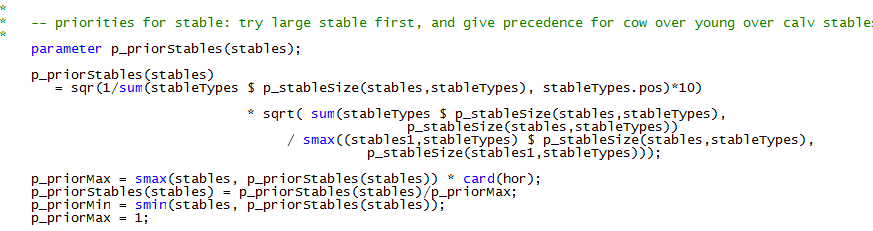 *
*   -- priorities for stable: try large stable first, and give precedence for cow over young over calv stables
*
parameter p_priorStables(stables);
p_priorStables(stables)
= sqr(1/sum(stableTypes $ p_stableSize(stables,stableTypes), stableTypes.pos)*10)
* sqrt( sum(stableTypes $ p_stableSize(stables,stableTypes),
p_stableSize(stables,stableTypes))
/ smax((stables1,stableTypes) $ p_stableSize(stables,stableTypes),
p_stableSize(stables1,stableTypes)));
p_priorMax = smax(stables, p_priorStables(stables)) * card(hor);
p_priorStables(stables) = p_priorStables(stables)/p_priorMax;
p_priorMin = smin(stables, p_priorStables(stables));
p_priorMax = 1;